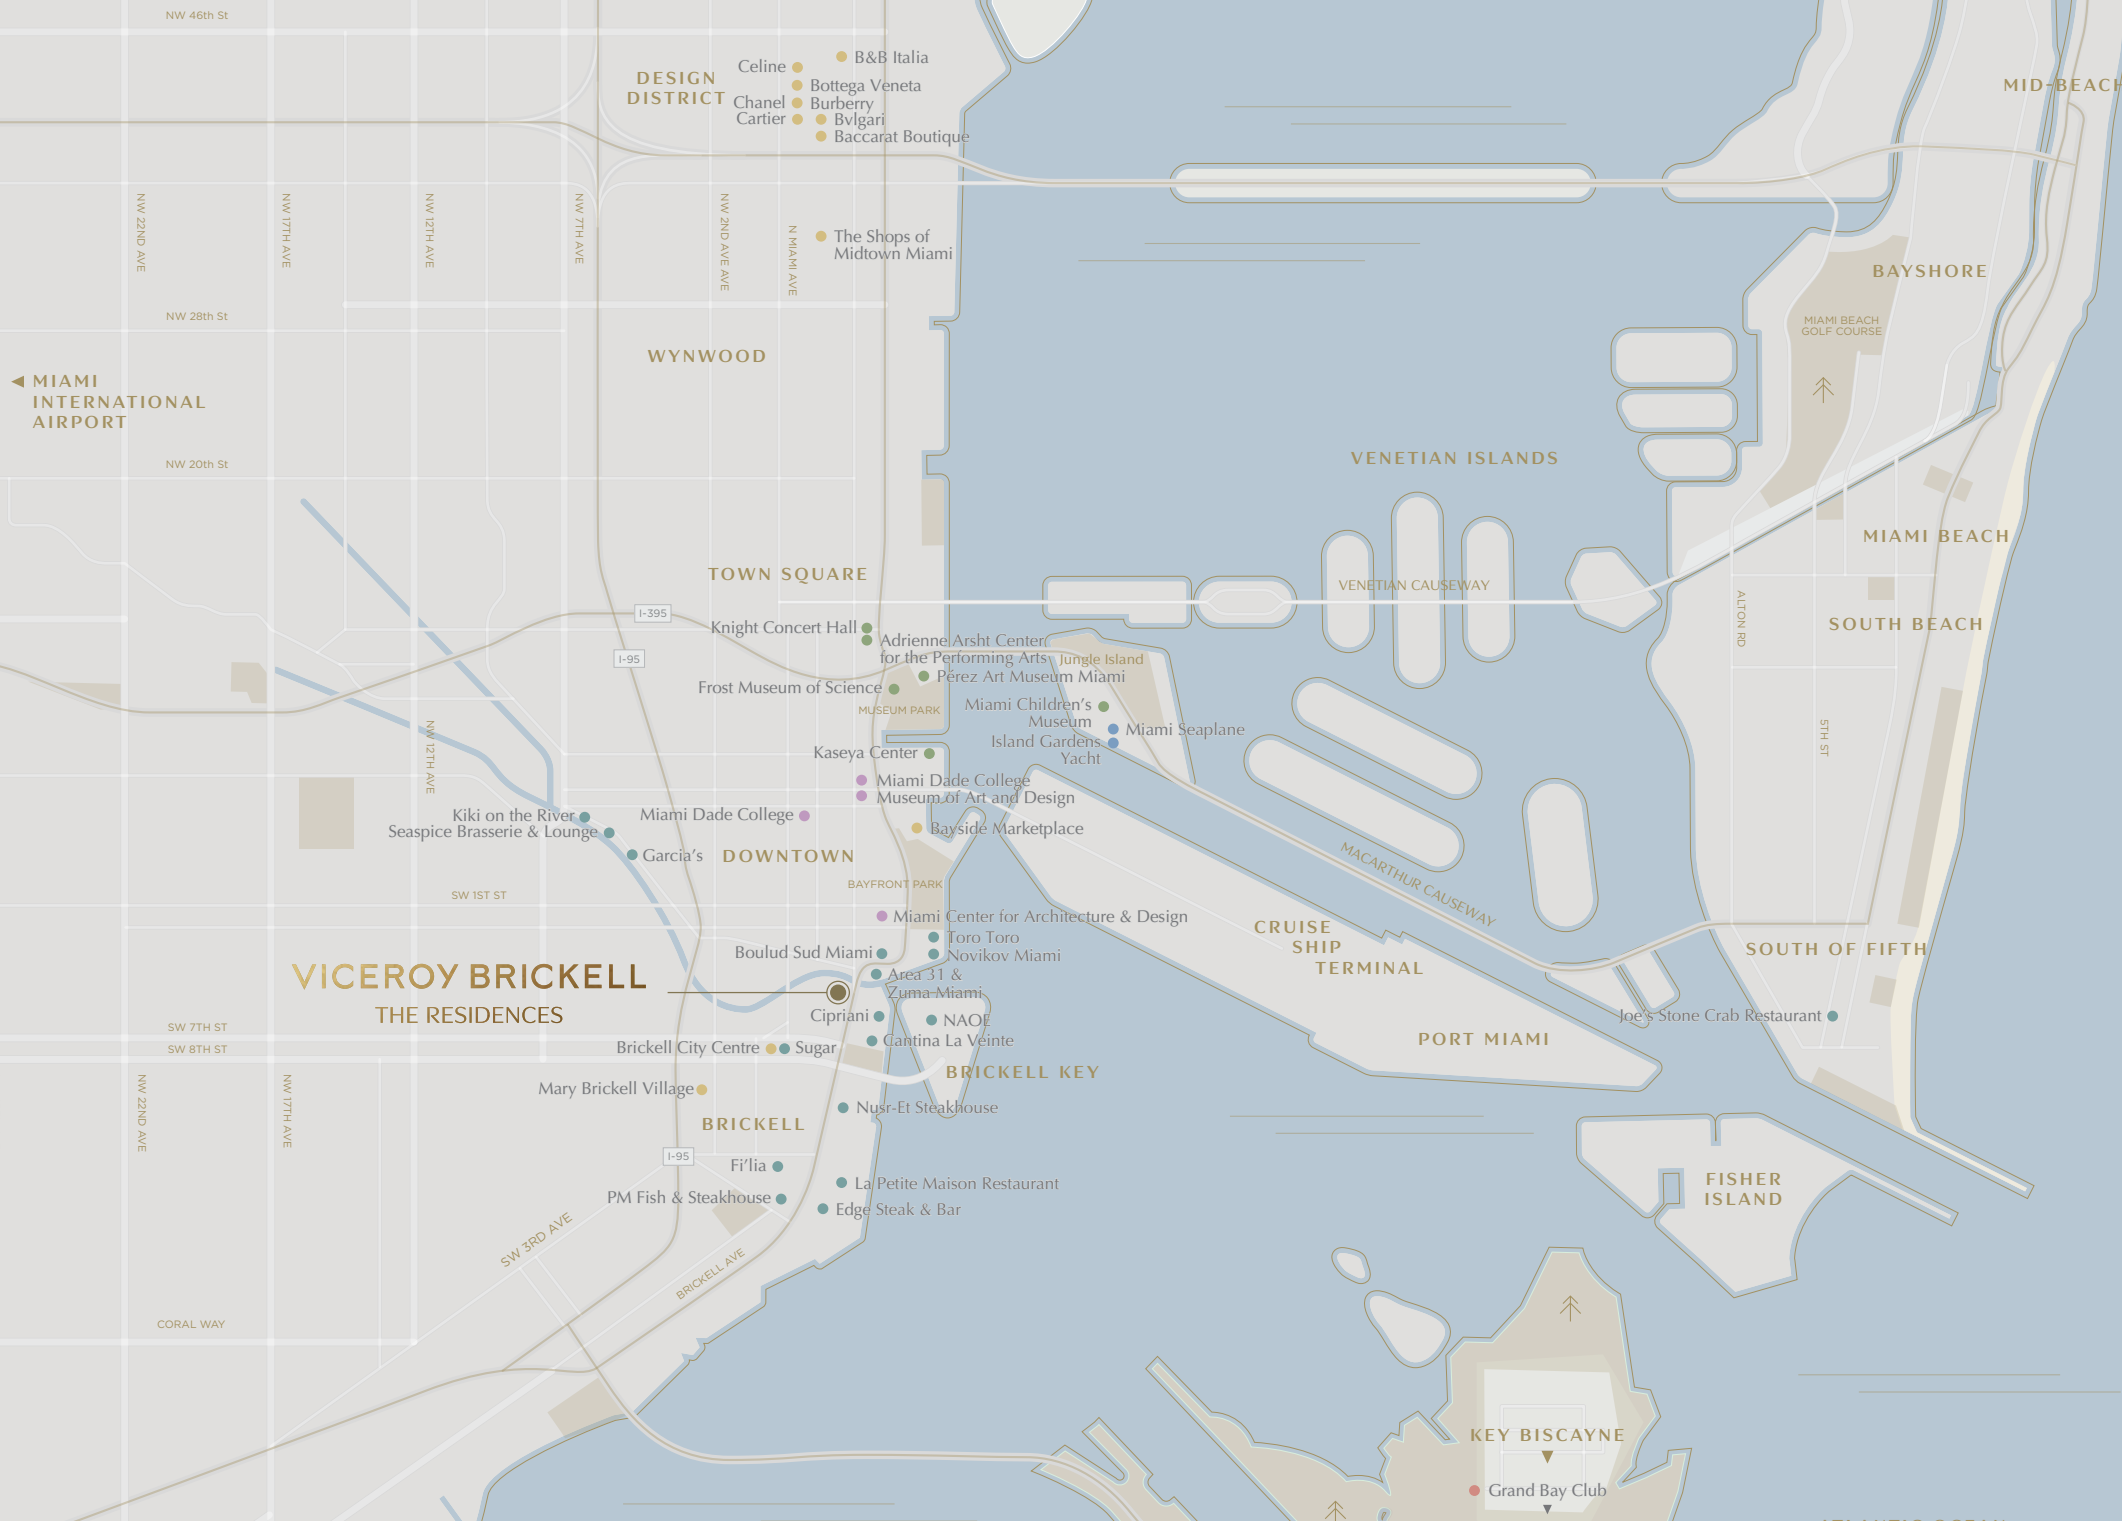 NW 46th St
B&B Italia
Celine
DESIGN
DISTRICT
Bottega Veneta
MID-BEACH
Chanel
Burberry
Cartier
Bvlgari
Baccarat Boutique
NW 22ND AVE
NW 17TH AVE
NW 12TH AVE
NW 7TH AVE
NW 2ND AVE AVE
N MIAMI AVE
The Shops of
Midtown Miami
BAYSHORE
NW 28th St
MIAMI BEACH
GOLF COURSE
WYNWOOD
MIAMI
INTERNATIONAL
AIRPORT
NW 20th St
VENETIAN ISLANDS
MIAMI BEACH
TOWN SQUARE
VENETIAN CAUSEWAY
I-395
ALTON RD
SOUTH BEACH
Knight Concert Hall
Adrienne Arsht Center
for the Performing Arts
I-95
Jungle Island
Pérez Art Museum Miami
Frost Museum of Science
MUSEUM PARK
Miami Children's
Museum
Miami Seaplane
Island Gardens
Yacht
NW 12TH AVE
5TH ST
Kaseya Center
Miami Dade College
Museum of Art and Design
Kiki on the River
Miami Dade College
Seaspice Brasserie & Lounge
Bayside Marketplace
Garcia's
DOWNTOWN
MACARTHUR CAUSEWAY
BAYFRONT PARK
SW 1ST ST
Miami Center for Architecture & Design
CRUISE
SHIP
TERMINAL
Toro Toro
Boulud Sud Miami
Novikov Miami
SOUTH OF FIFTH
VICEROY BRICKELL
THE RESIDENCES
Area 31 &
Zuma Miami
Cipriani
NAOE
Joe's Stone Crab Restaurant
SW 7TH ST
SW 8TH ST
Brickell City Centre
Sugar
Cantina La Veinte
PORT MIAMI
BRICKELL KEY
NW 22ND AVE
NW 17TH AVE
Mary Brickell Village
Nusr-Et Steakhouse
BRICKELL
I-95
Fi'lia
La Petite Maison Restaurant
FISHER
ISLAND
PM Fish & Steakhouse
Edge Steak & Bar
SW 3RD AVE
BRICKELL AVE
CORAL WAY
KEY BISCAYNE
Grand Bay Club